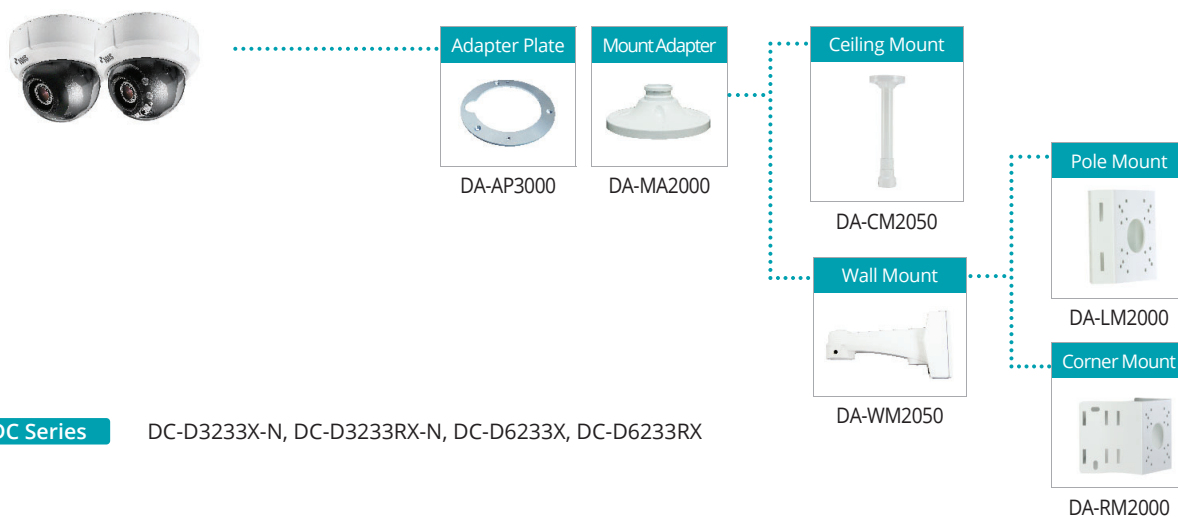 Adapter Plate
DA-AP3000
Mount Adapter
DA-MA2000
Ceiling Mount
DA-CM2050
Wall Mount
DA-WM2050
Pole Mount
DA-LM2000
Corner Mount
DA-RM2000
DC Series
DC-D3233X-N, DC-D3233RX-N, DC-D6233X, DC-D6233RX